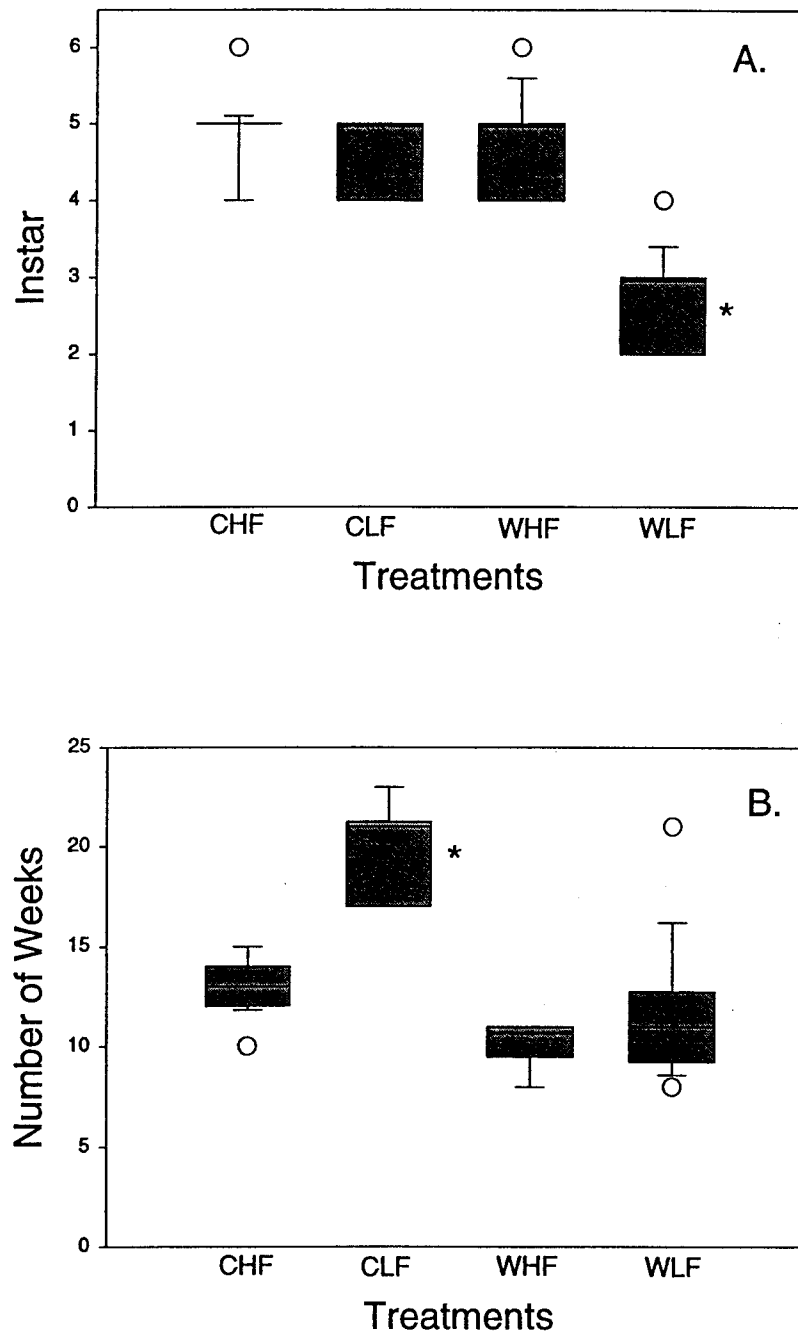 A.
Instar
6
5
4
3
2
1
0
*
CHF CLF WHF WLF
Treatments
B.
Number of Weeks
25
20
15
10
5
0
*
CHF CLF WHF WLF
Treatments